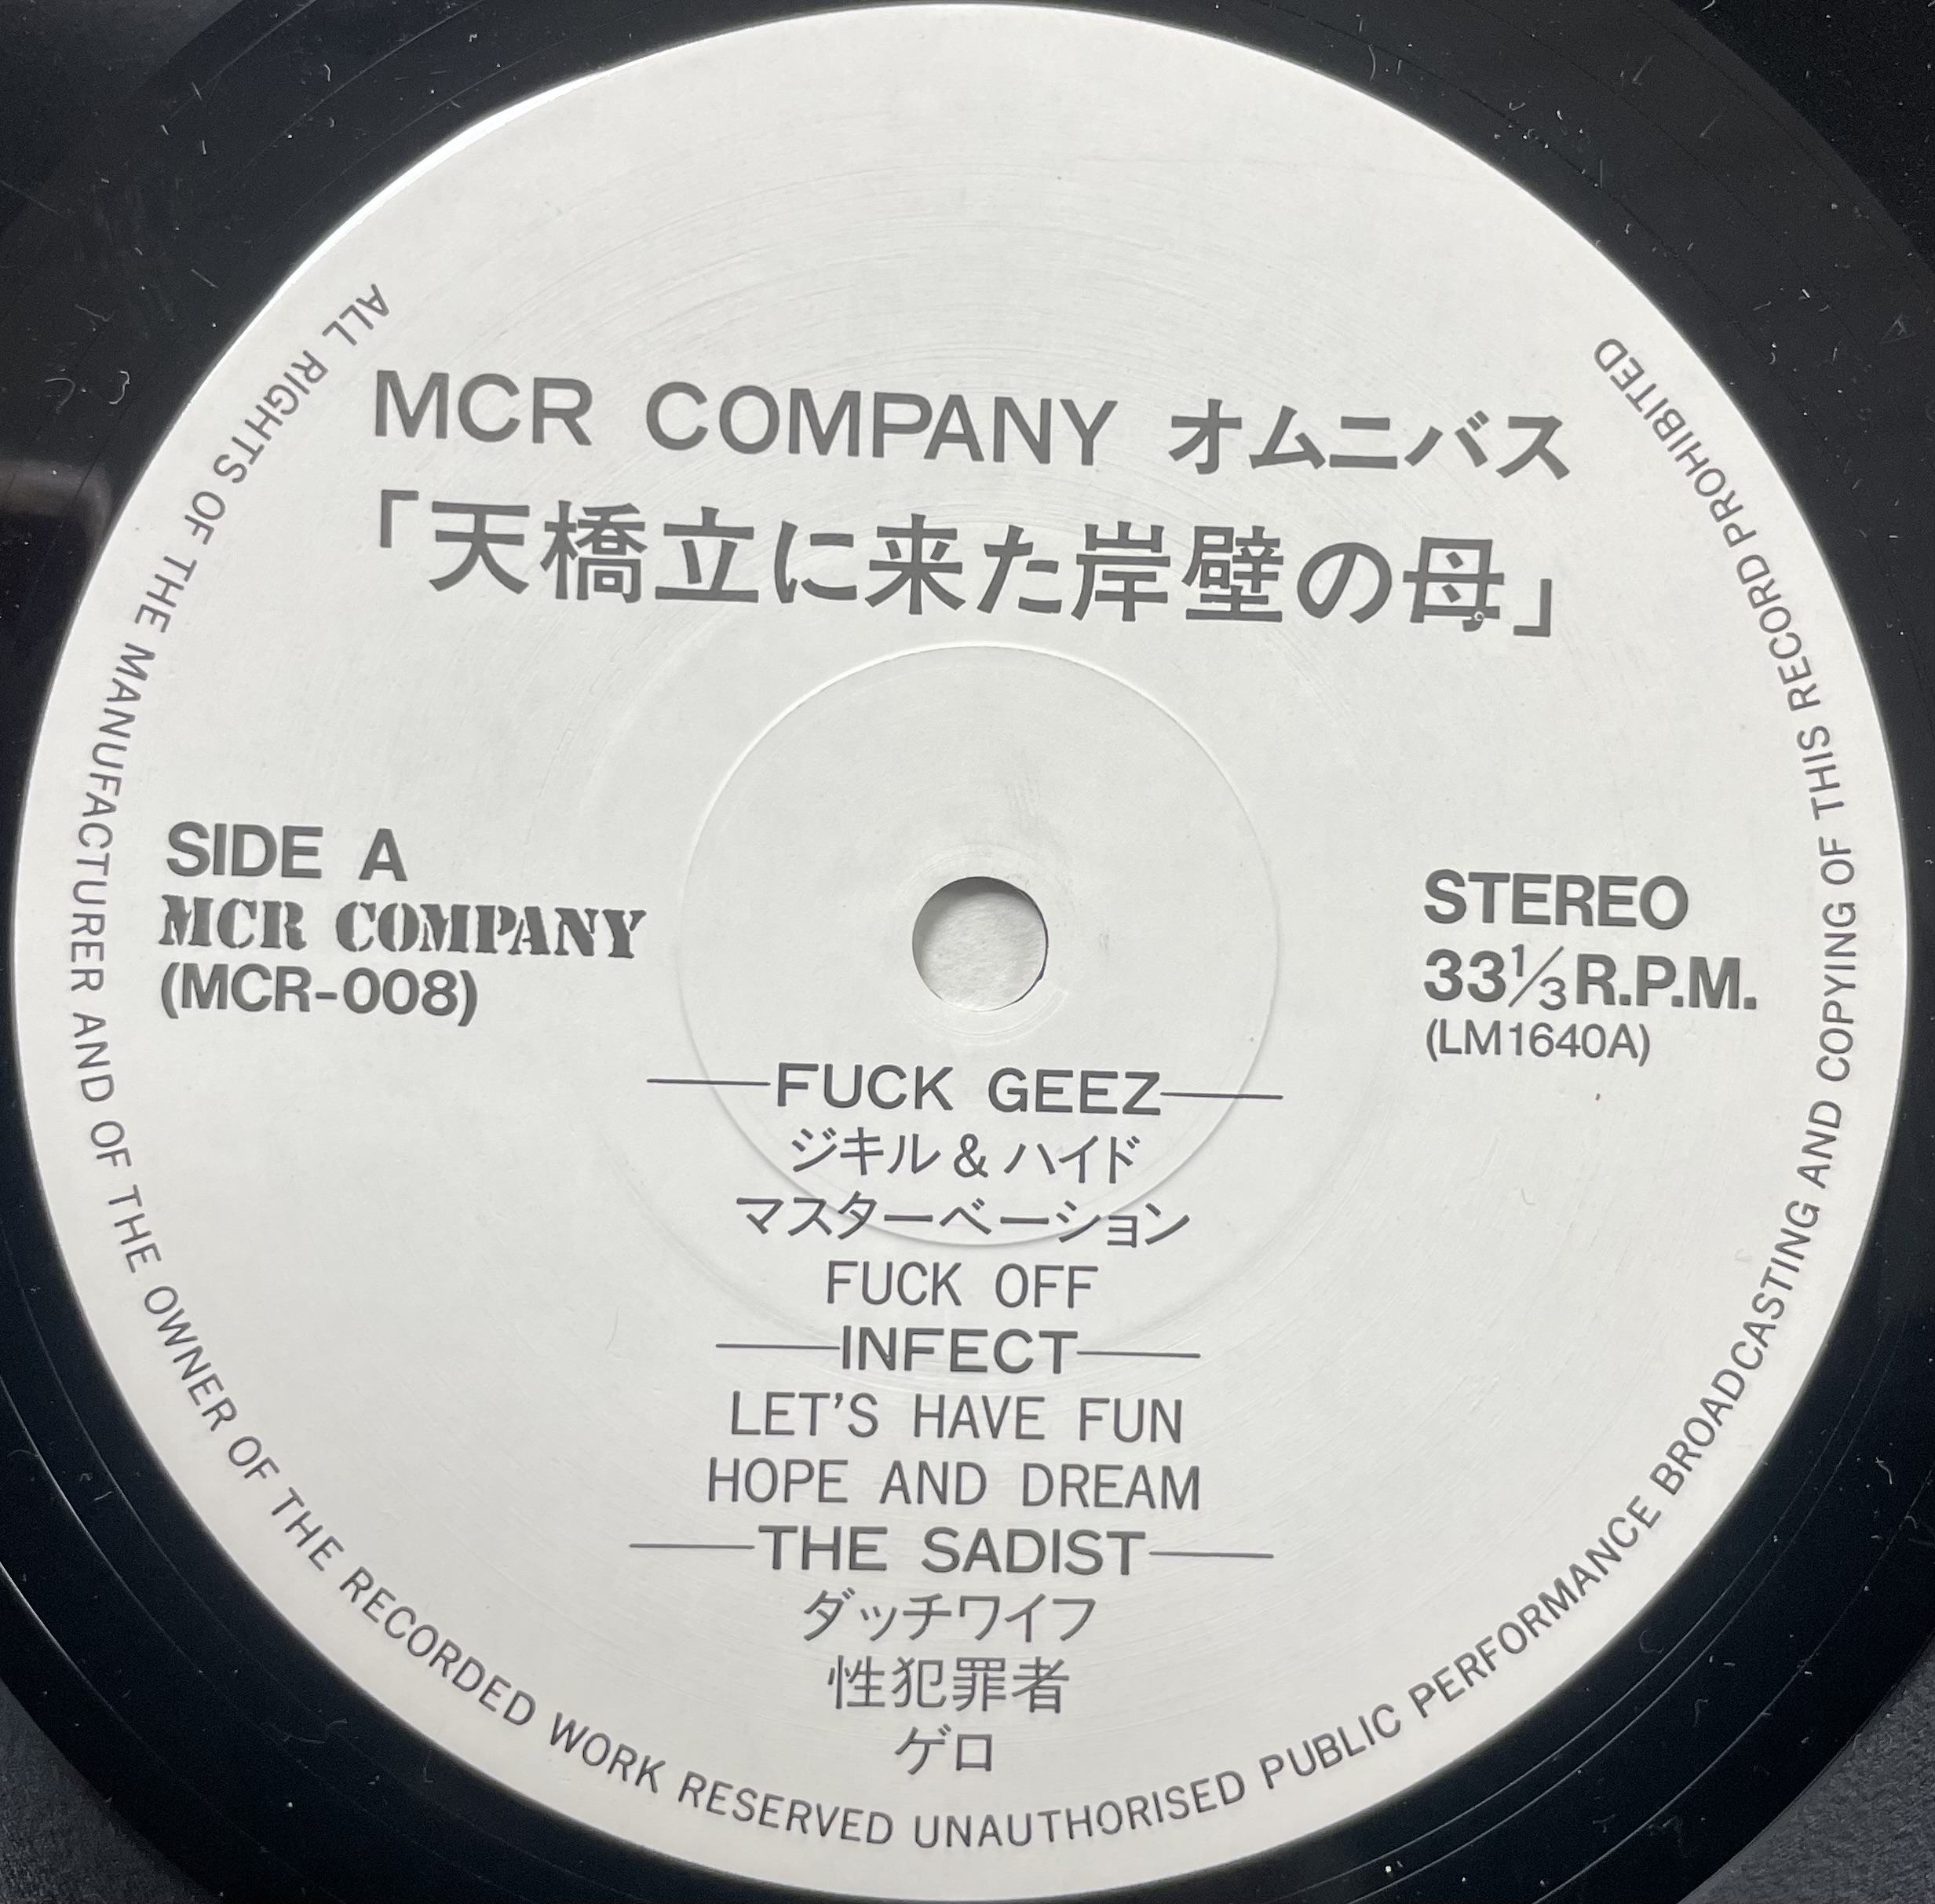 MCR COMPANY オムニバス
「天橋立に来た岸壁の母」
SIDE A
MCR COMPANY
(MCR-008)
STEREO
33⅓ R.P.M.
(LM1640A)
FUCK GEEZ
ジキル & ハイド
マスターベーション
FUCK OFF
INFECT
LET'S HAVE FUN
HOPE AND DREAM
THE SADIST
ダッチワイフ
性犯罪者
ゲロ
ALL RIGHTS OF THE MANUFACTURER AND OF THE OWNER OF THE RECORDED WORK RESERVED UNAUTHORISED PUBLIC PERFORMANCE BROADCASTING AND COPYING OF THIS RECORD PROHIBITED